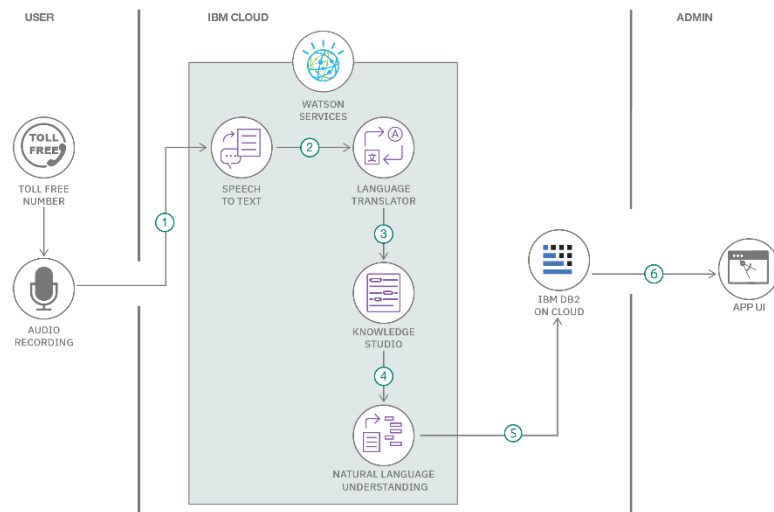 USER
IBM CLOUD
ADMIN
WATSON
SERVICES
TOLL
FREE
TOLL FREE
NUMBER
SPEECH
TO TEXT
2
A
文
LANGUAGE
TRANSLATOR
1
3
AUDIO
RECORDING
KNOWLEDGE
STUDIO
IBM DB2
ON CLOUD
6
APP UI
4
5
NATURAL LANGUAGE
UNDERSTANDING